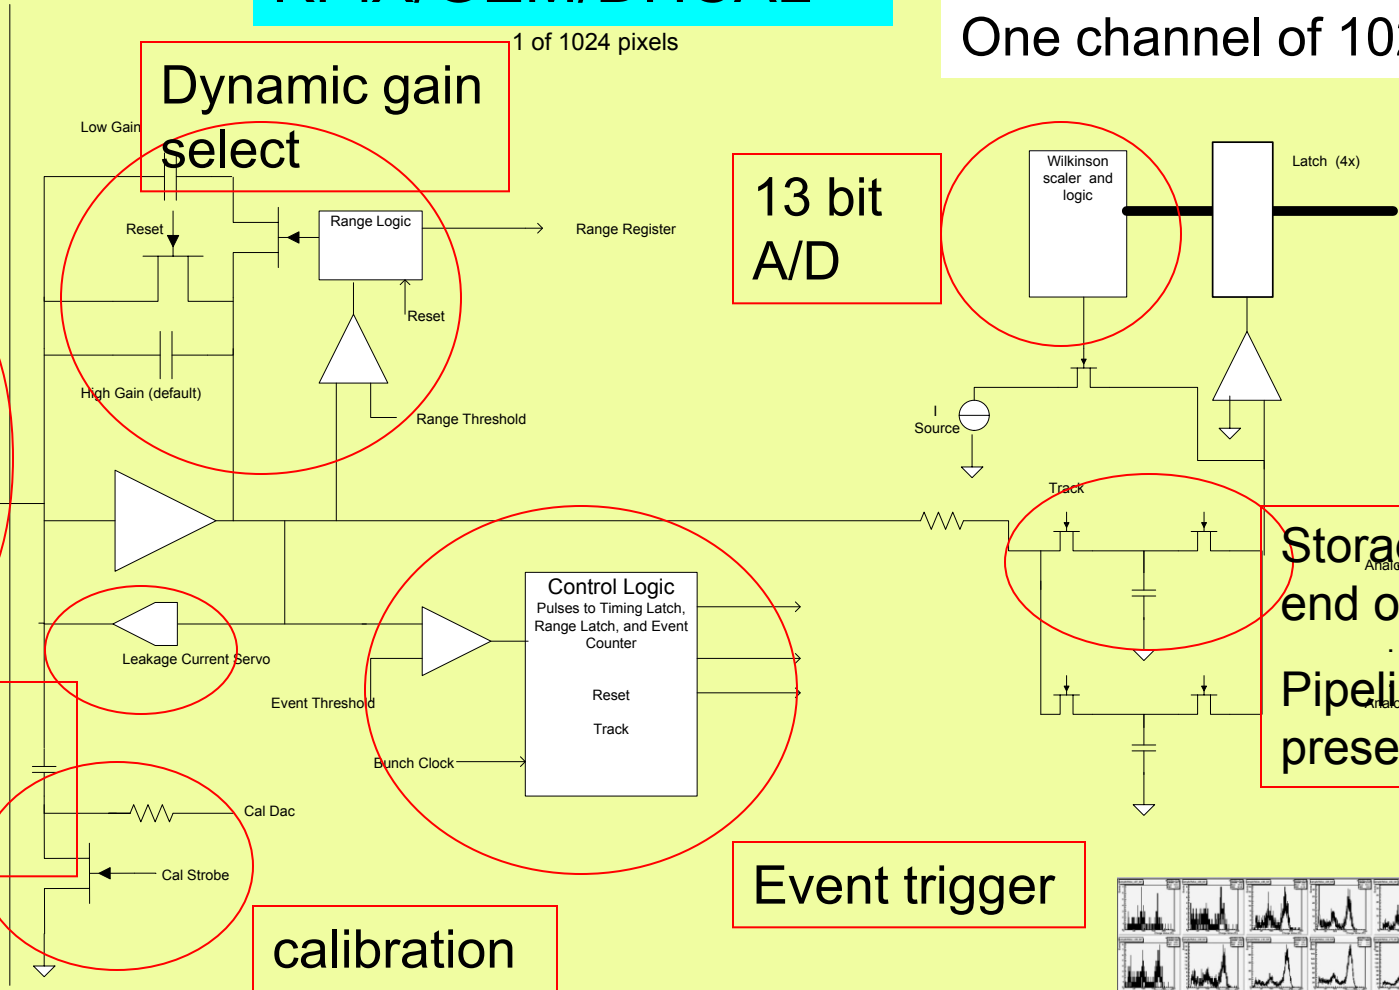 1 of 1024 pixels
One channel of
Dynamic gain
select
Low Gain
Reset
Range Logic
Range Register
Reset
High Gain (default)
Range Threshold
13 bit
A/D
Wilkinson
scaler and
logic
Latch (4x)
I
Source
Track
Leakage Current Servo
Event Threshold
Bunch Clock
Control Logic
Pulses to Timing Latch,
Range Latch, and Event
Counter
Reset
Track
end
Cal Dac
Cal Strobe
Event trigger
calibration